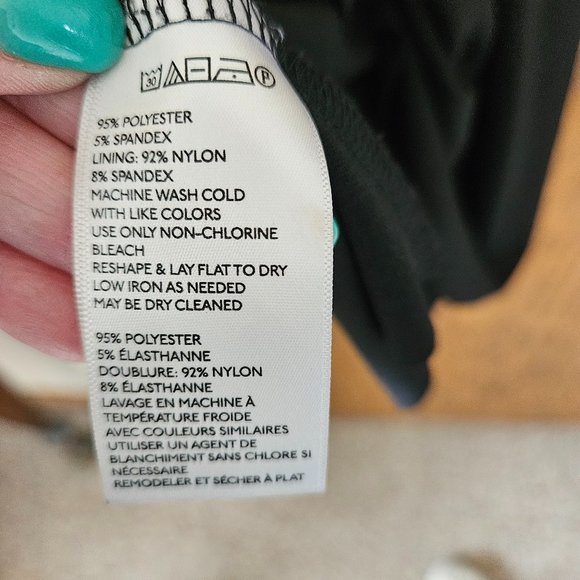 30 P
95% POLYESTER
5% SPANDEX
LINING: 92% NYLON
8% SPANDEX
MACHINE WASH COLD
WITH LIKE COLORS
USE ONLY NON-CHLORINE
BLEACH
RESHAPE & LAY FLAT TO DRY
LOW IRON AS NEEDED
MAY BE DRY CLEANED
95% POLYESTER
5% ÉLASTHANNE
DOUBLURE: 92% NYLON
8% ÉLASTHANNE
LAVAGE EN MACHINE À
TEMPÉRATURE FROIDE
AVEC COULEURS SIMILAIRES
UTILISER UN AGENT DE
BLANCHIMENT SANS CHLORE SI
NÉCESSAIRE
REMODELER ET SÉCHER À PLAT